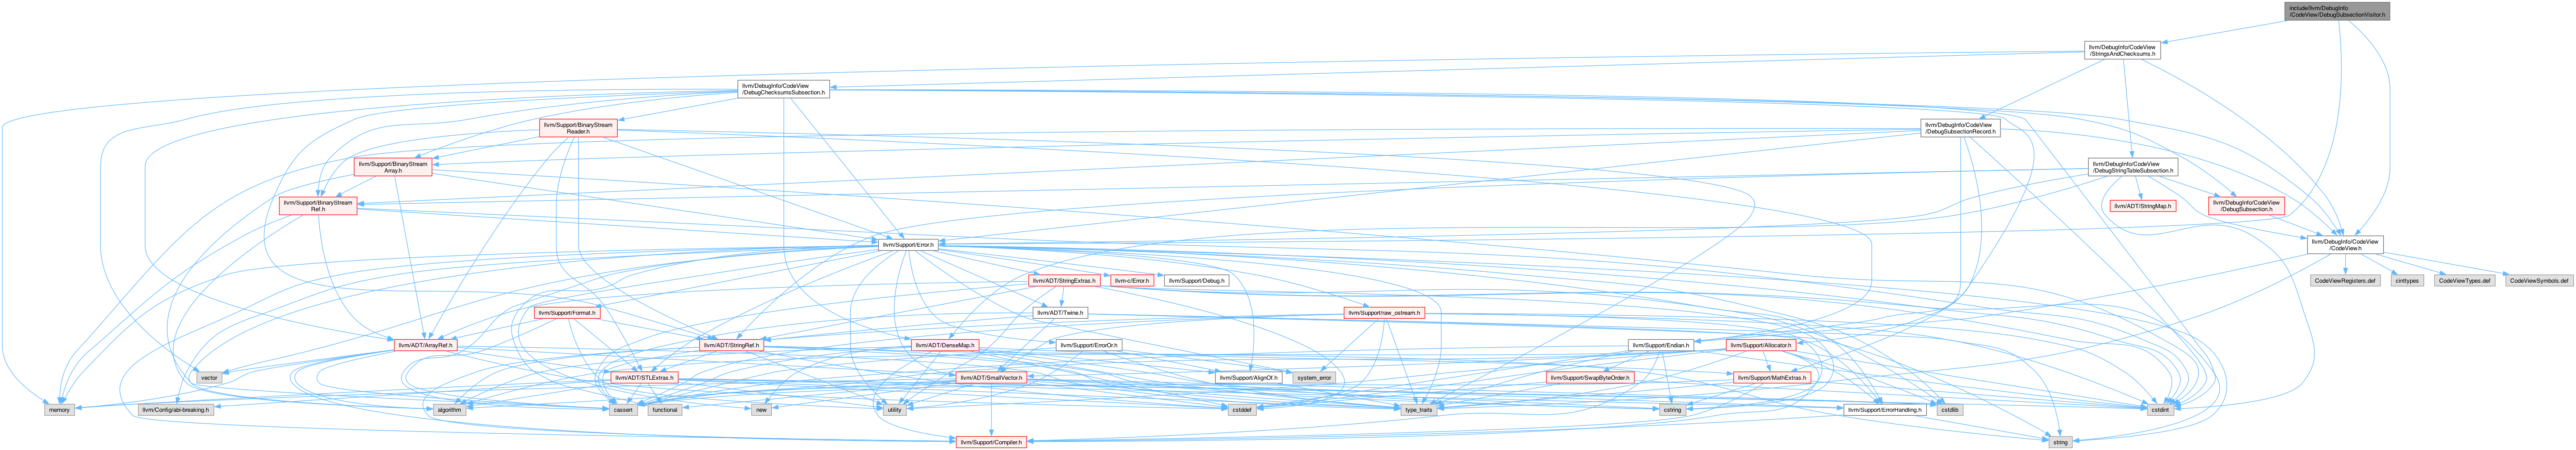 include/llvm/DebugInfo
/CodeView/DebugSubsectionVisitor.h
llvm/DebugInfo/CodeView
/StringsAndChecksums.h
llvm/DebugInfo/CodeView
/DebugChecksumsSubsection.h
llvm/Support/BinaryStream
Reader.h
llvm/DebugInfo/CodeView
/DebugSubsectionRecord.h
llvm/Support/BinaryStream
Array.h
llvm/DebugInfo/CodeView
/DebugStringTableSubsection.h
llvm/Support/BinaryStream
Ref.h
llvm/ADT/StringMap.h
llvm/DebugInfo/CodeView
/DebugSubsection.h
llvm/Support/Error.h
llvm/DebugInfo/CodeView
/CodeView.h
llvm/ADT/StringExtras.h
llvm-c/Error.h
llvm/Support/Debug.h
CodeViewRegisters.def
cinttypes
CodeViewTypes.def
CodeViewSymbols.def
llvm/Support/Format.h
llvm/ADT/Twine.h
llvm/Support/raw_ostream.h
llvm/ADT/ArrayRef.h
llvm/ADT/StringRef.h
llvm/ADT/DenseMap.h
llvm/Support/ErrorOr.h
llvm/Support/Endian.h
llvm/Support/Allocator.h
vector
llvm/ADT/STLExtras.h
llvm/ADT/SmallVector.h
llvm/Support/AlignOf.h
system_error
llvm/Support/SwapByteOrder.h
llvm/Support/MathExtras.h
memory
llvm/Config/abi-breaking.h
algorithm
cassert
functional
new
utility
cstddef
type_traits
cstring
llvm/Support/ErrorHandling.h
cstdlib
cstdint
llvm/Support/Compiler.h
string